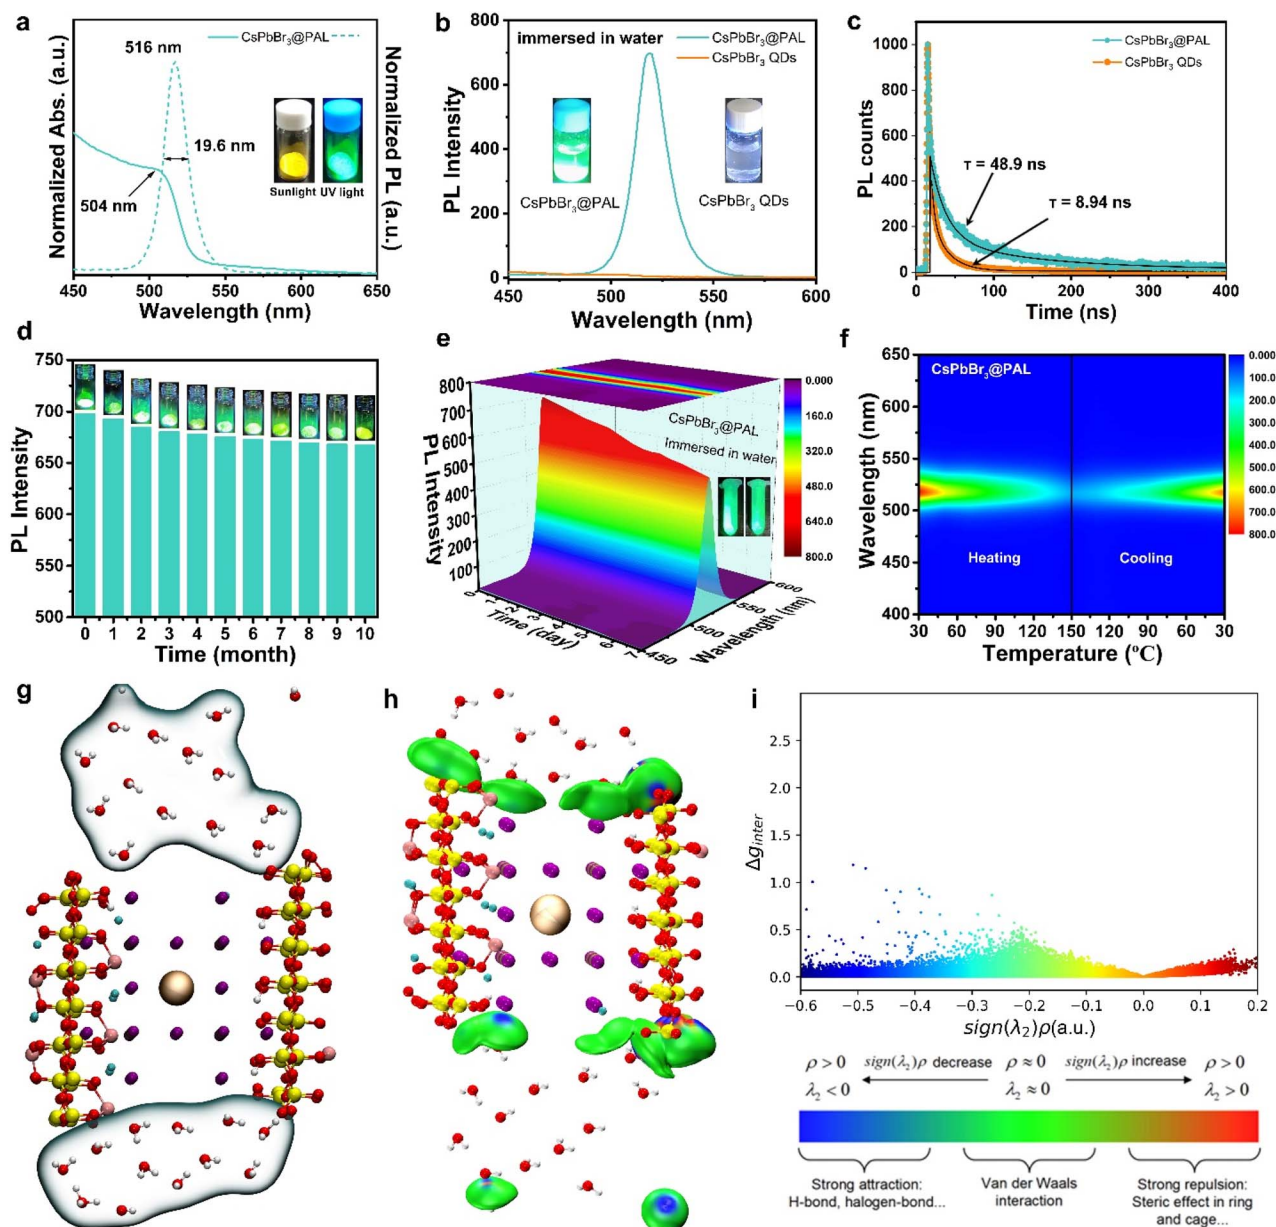 a
CsPbBr₃@PAL
516 nm
19.6 nm
504 nm
Sunlight UV light
Normalized Abs. (a.u.)
Normalized PL (a.u.)
450 500 550 600 650
Wavelength (nm)
b
immersed in water
CsPbBr₃@PAL
CsPbBr₃ QDs
CsPbBr₃@PAL
CsPbBr₃ QDs
PL Intensity
800
600
400
200
0
450 500 550 600
Wavelength (nm)
c
CsPbBr₃@PAL
CsPbBr₃ QDs
τ = 48.9 ns
τ = 8.94 ns
PL counts
1000
800
600
400
200
0
0 100 200 300 400
Time (ns)
d
PL Intensity
750
700
650
600
550
500
0 1 2 3 4 5 6 7 8 9 10
Time (month)
e
PL Intensity
800
700
600
500
400
300
200
100
CsPbBr₃@PAL
Immersed in water
0 1 2 3 4 5 6 7
Time (day)
450 500 550 600
Wavelength (nm)
0.000
160.0
320.0
480.0
640.0
800.0
f
CsPbBr₃@PAL
Heating
Cooling
Wavelength (nm)
650
600
550
500
450
400
30 60 90 120 150 120 90 60 30
Temperature (°C)
0.000
100.0
200.0
300.0
400.0
500.0
600.0
700.0
800.0
g
h
i
Δg_inter
2.5
2.0
1.5
1.0
0.5
0.0
−0.6 −0.5 −0.4 −0.3 −0.2 −0.1 0.0 0.1 0.2
sign(λ₂)ρ(a.u.)
ρ > 0 sign(λ₂)ρ decrease ρ ≈ 0 sign(λ₂)ρ increase ρ > 0
λ₂ < 0 λ₂ ≈ 0 λ₂ > 0
Strong attraction:
H-bond, halogen-bond...
Van der Waals
interaction
Strong repulsion:
Steric effect in ring
and cage...